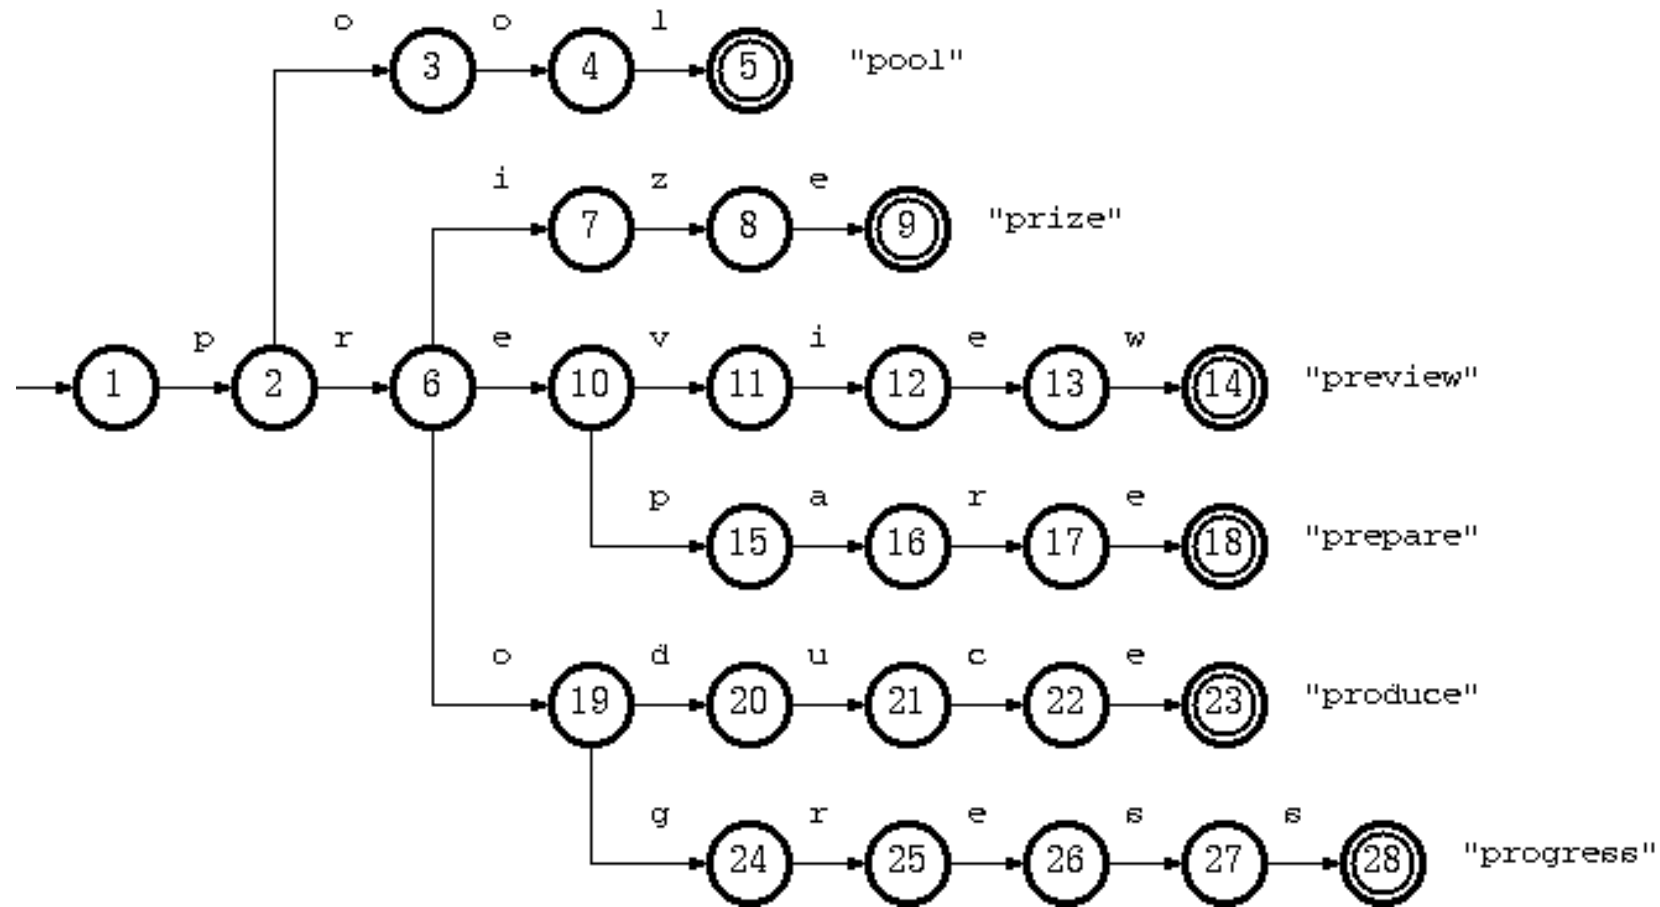 o o l
3 4 5 "pool"
i z e
7 8 9 "prize"
p r e v i e w
1 2 6 10 11 12 13 14 "preview"
p a r e
15 16 17 18 "prepare"
o d u c e
19 20 21 22 23 "produce"
g r e s s
24 25 26 27 28 "progress"